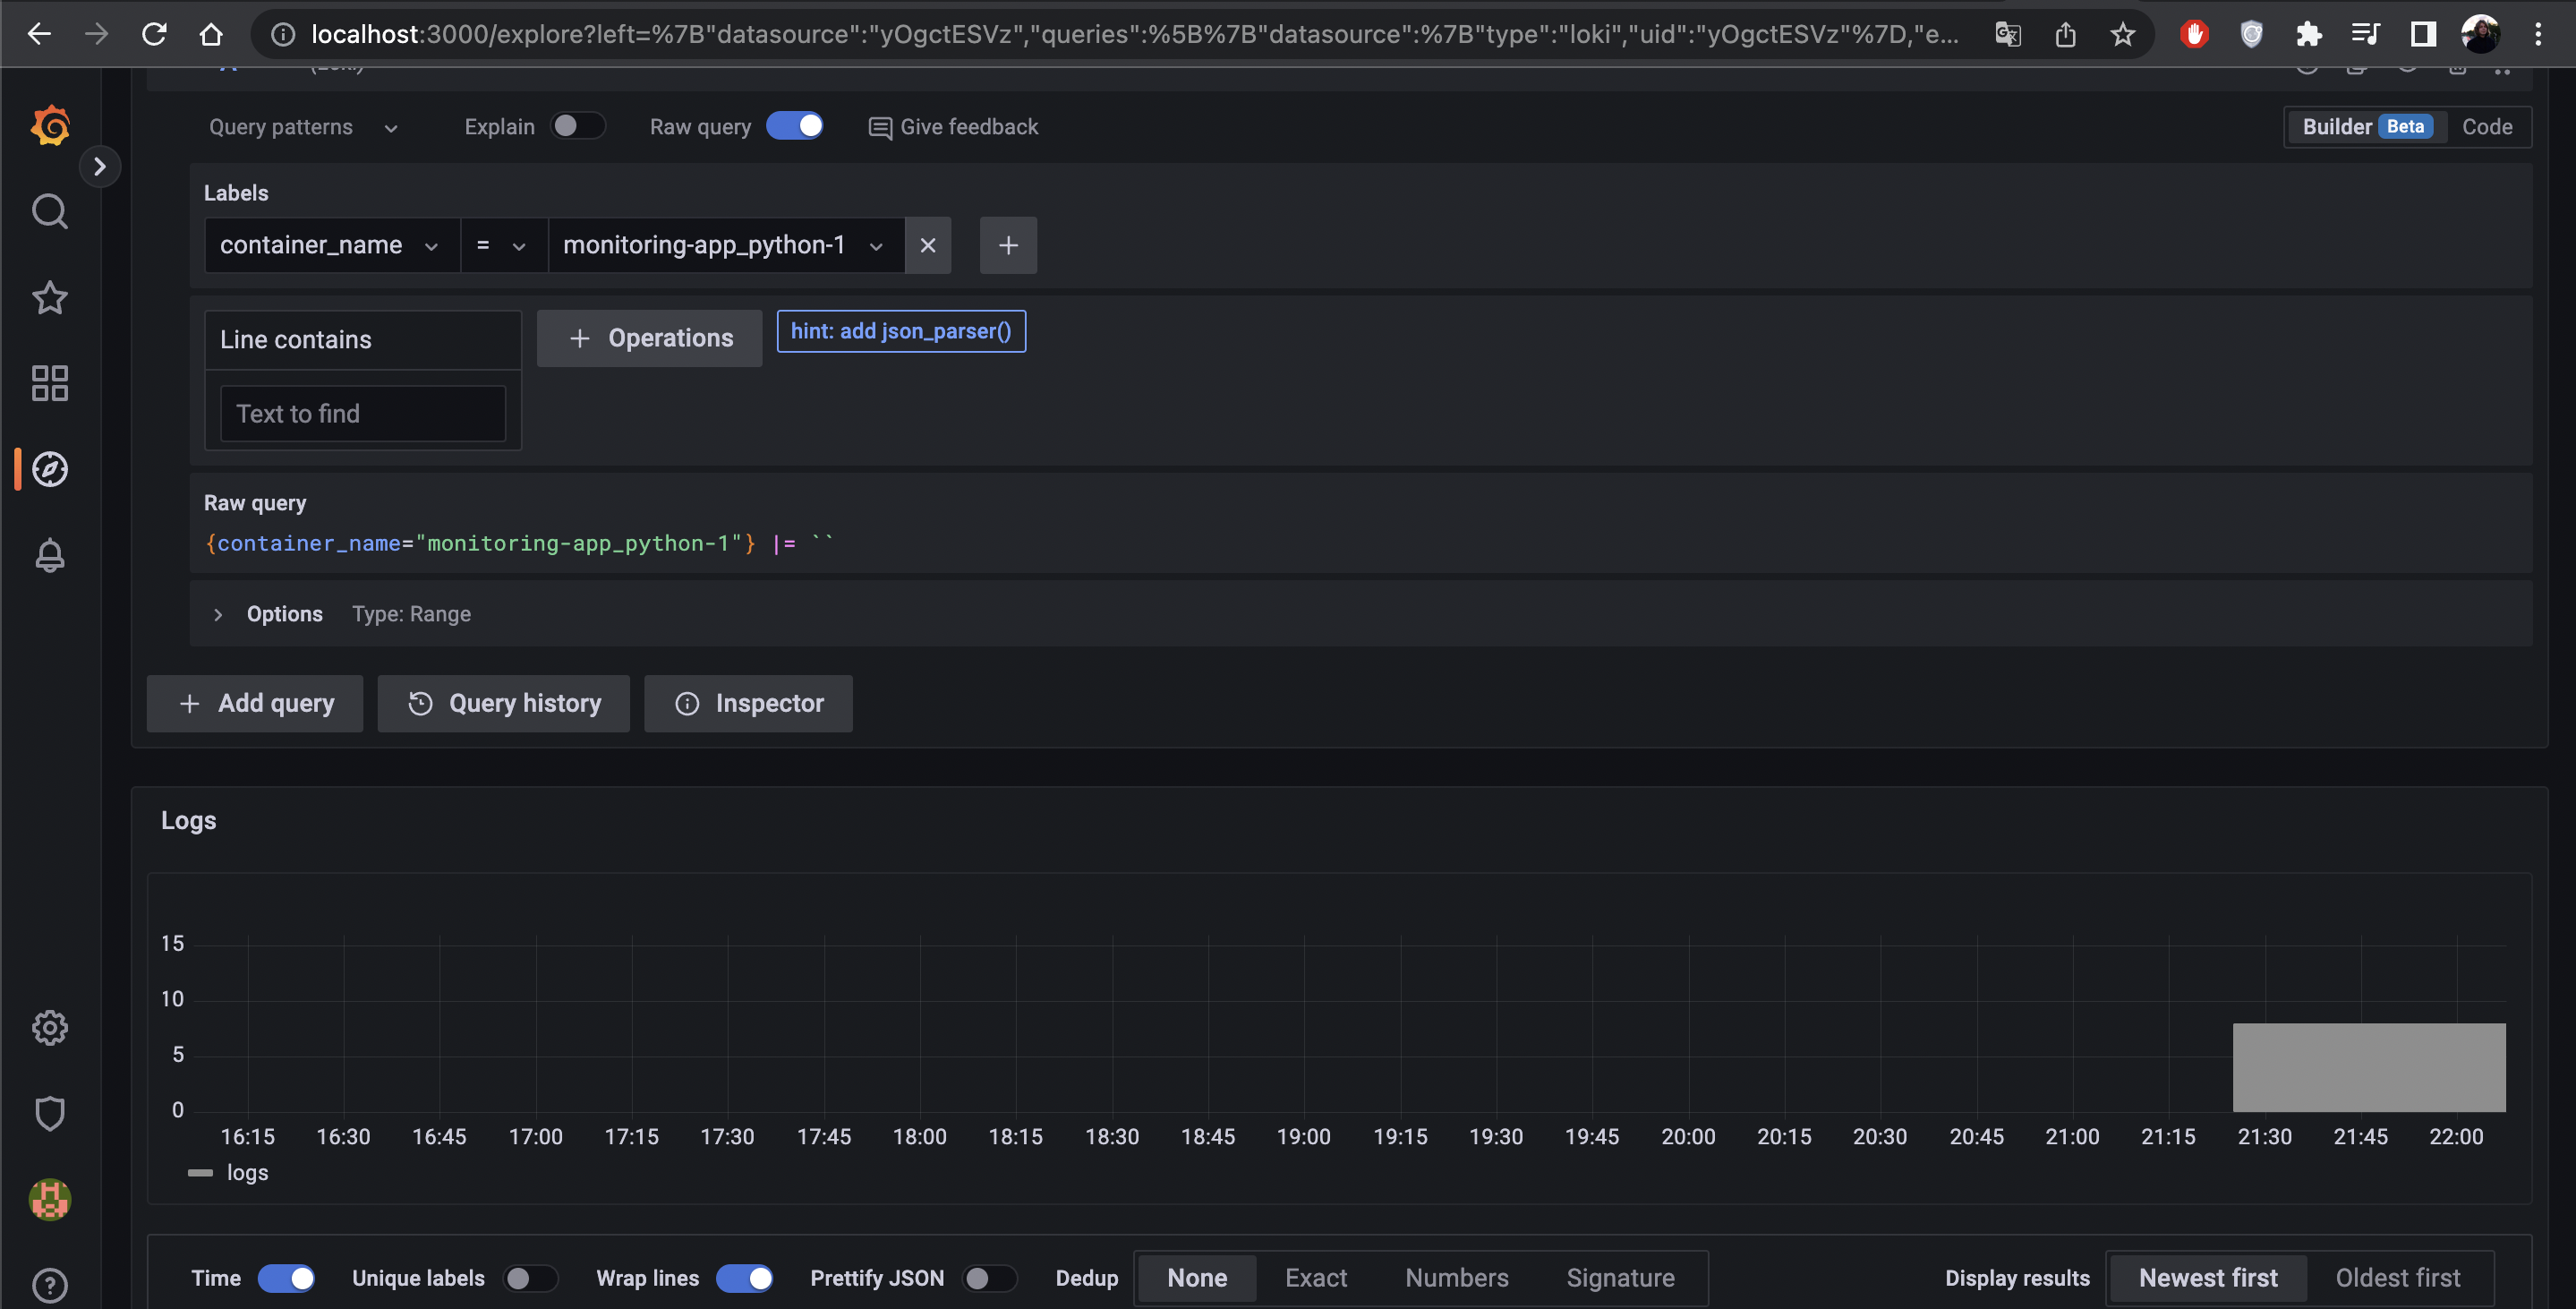 localhost:3000/explore?left=%7B"datasource":"yOgctESVz","queries":%5B%7B"datasource":%7B"type":"loki","uid":"yOgctESVz"%7D,"e...
Query patterns Explain Raw query Give feedback Builder Beta Code
Labels
container_name = monitoring-app_python-1
Line contains + Operations hint: add json_parser()
Text to find
Raw query
{container_name="monitoring-app_python-1"} |= ``
Options Type: Range
+ Add query Query history Inspector
Logs
15
10
5
0
16:15 16:30 16:45 17:00 17:15 17:30 17:45 18:00 18:15 18:30 18:45 19:00 19:15 19:30 19:45 20:00 20:15 20:30 20:45 21:00 21:15 21:30 21:45 22:00
logs
Time Unique labels Wrap lines Prettify JSON Dedup None Exact Numbers Signature Display results Newest first Oldest first